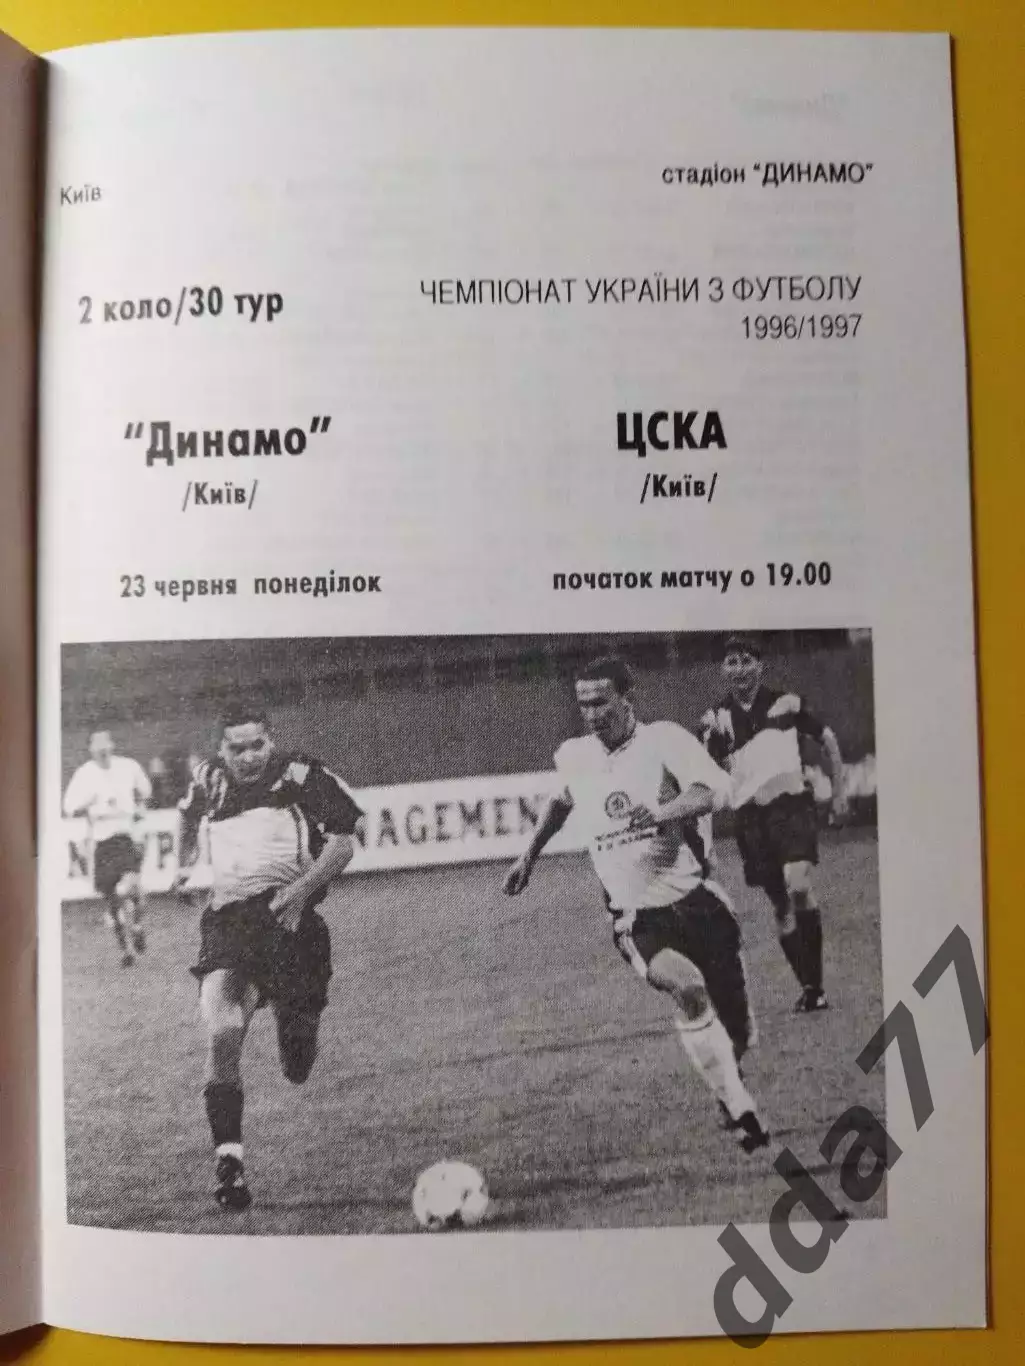 Київ
стадіон "ДИНАМО"
2 коло/30 тур
ЧЕМПІОНАТ УКРАЇНИ З ФУТБОЛУ
1996/1997
"Динамо"
/Київ/
ЦСКА
/Київ/
23 червня понеділок
початок матчу о 19.00
NAGEMEN
dda77